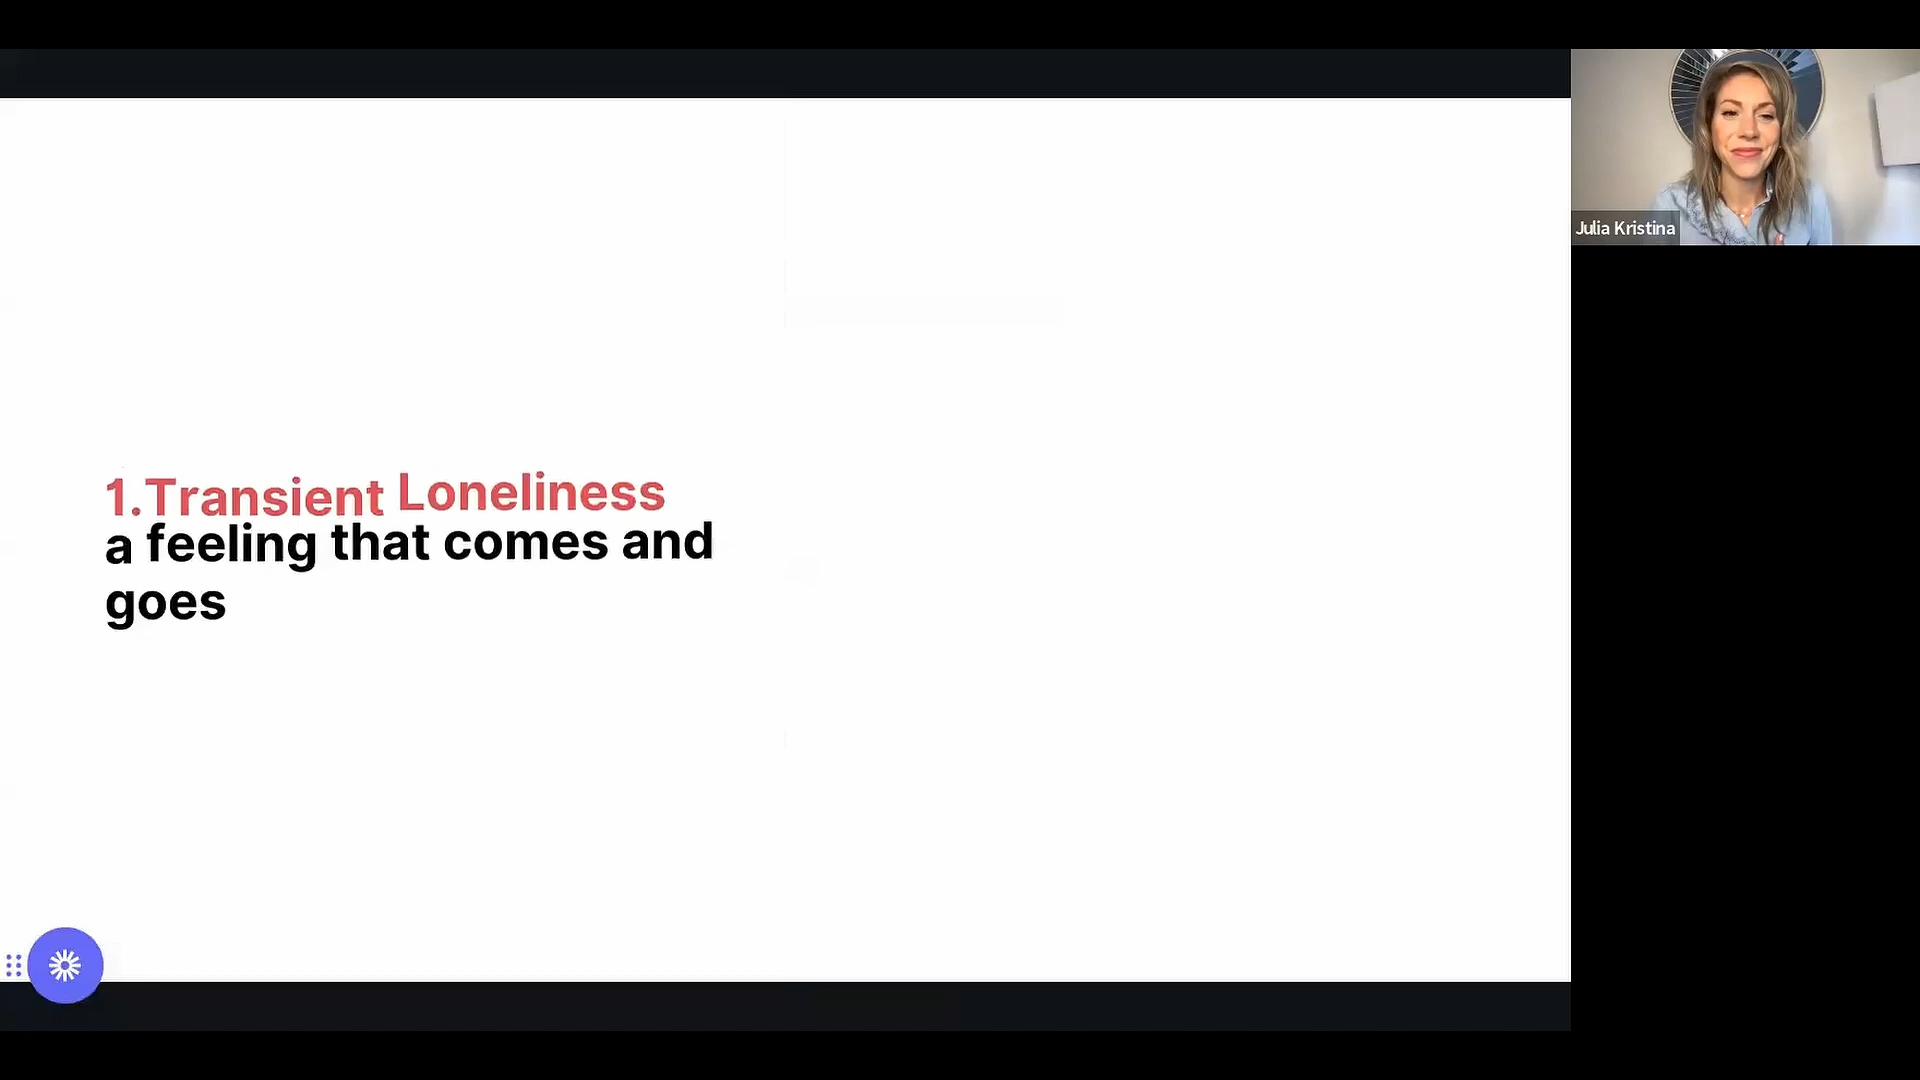 1.Transient Loneliness
a feeling that comes and
goes
Julia Kristina